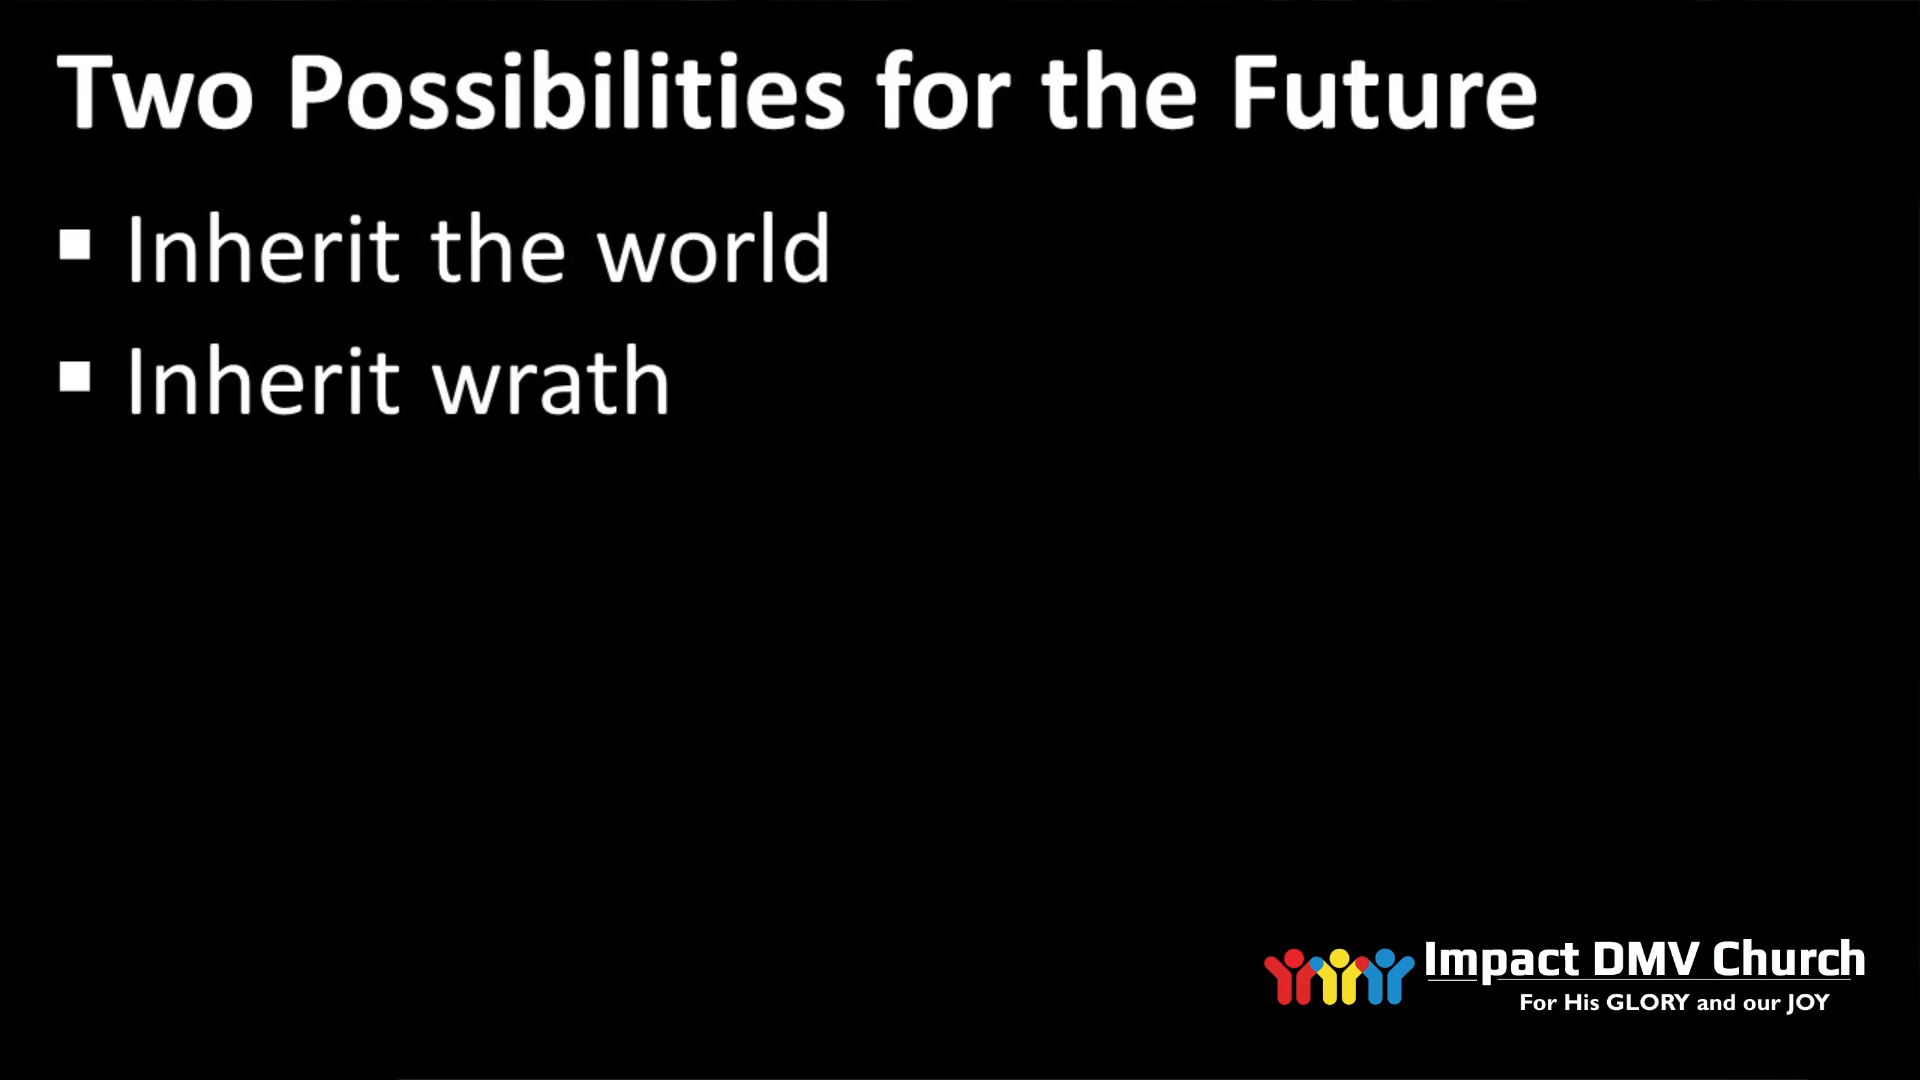 Two Possibilities for the Future
▪ Inherit the world
▪ Inherit wrath
Impact DMV Church
For His GLORY and our JOY